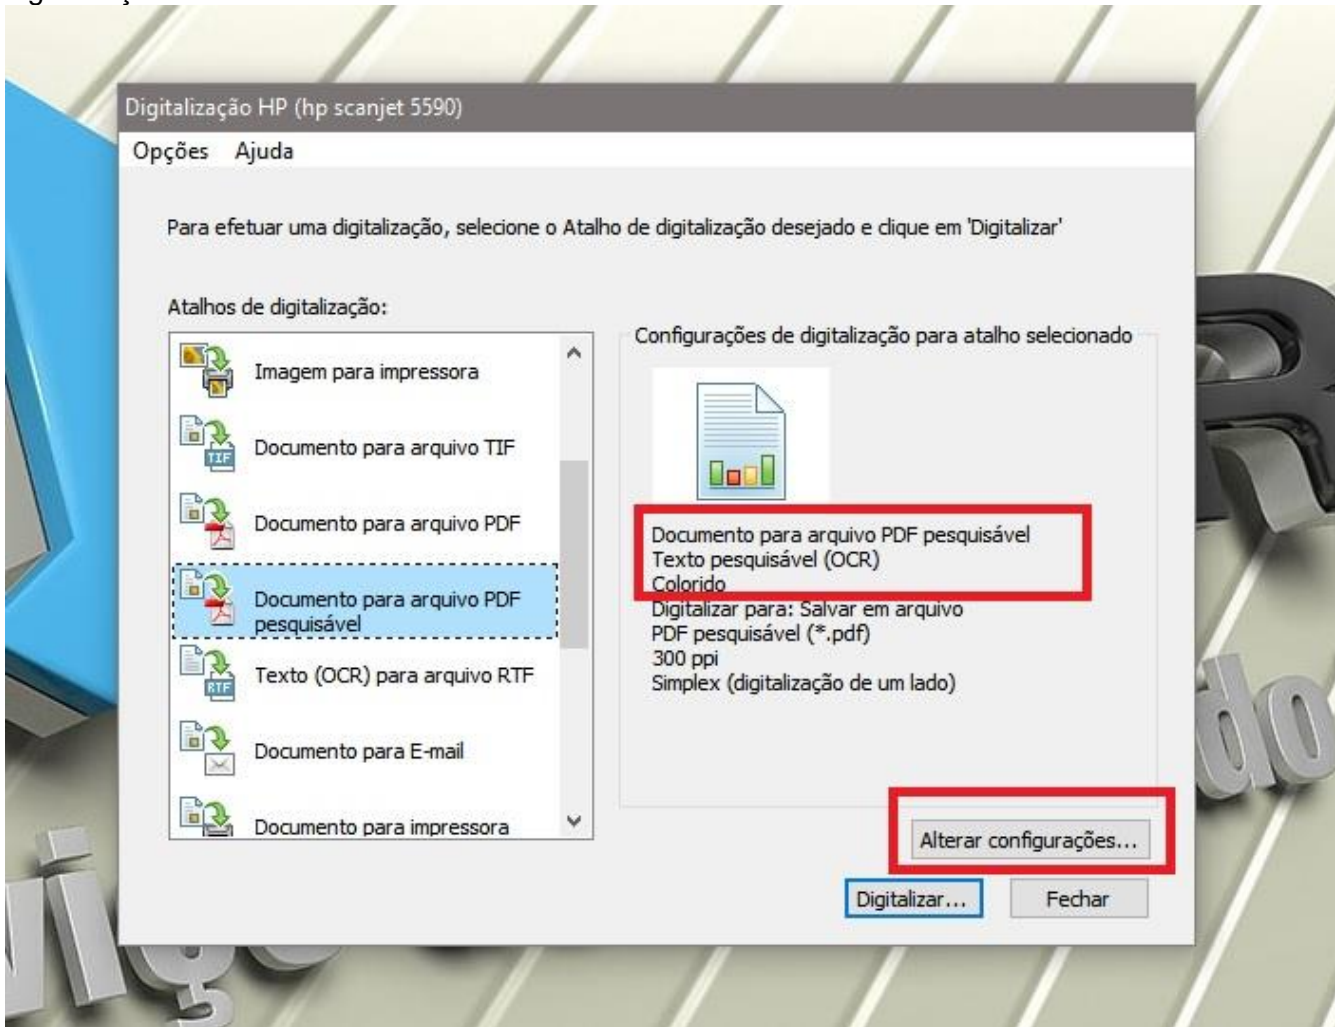 Digitalização HP (hp scanjet 5590)
Opções Ajuda
Para efetuar uma digitalização, selecione o Atalho de digitalização desejado e clique em 'Digitalizar'
Atalhos de digitalização:
Imagem para impressora
TIF
Documento para arquivo TIF
Documento para arquivo PDF
Documento para arquivo PDF
pesquisável
RTF
Texto (OCR) para arquivo RTF
Documento para E-mail
Documento para impressora
Configurações de digitalização para atalho selecionado
Documento para arquivo PDF pesquisável
Texto pesquisável (OCR)
Colorido
Digitalizar para: Salvar em arquivo
PDF pesquisável (*.pdf)
300 ppi
Simplex (digitalização de um lado)
Alterar configurações...
Digitalizar...
Fechar
R
do